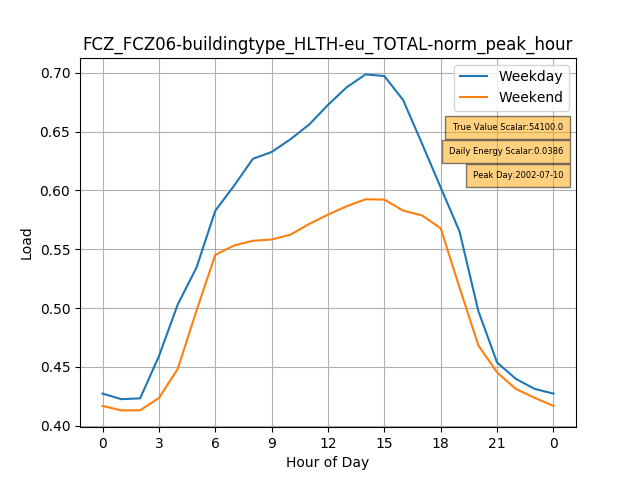 FCZ_FCZ06-buildingtype_HLTH-eu_TOTAL-norm_peak_hour
Weekday
Weekend
True Value Scalar:54100.0
Daily Energy Scalar:0.0386
Peak Day:2002-07-10
Load
0.70
0.65
0.60
0.55
0.50
0.45
0.40
0 3 6 9 12 15 18 21 0
Hour of Day